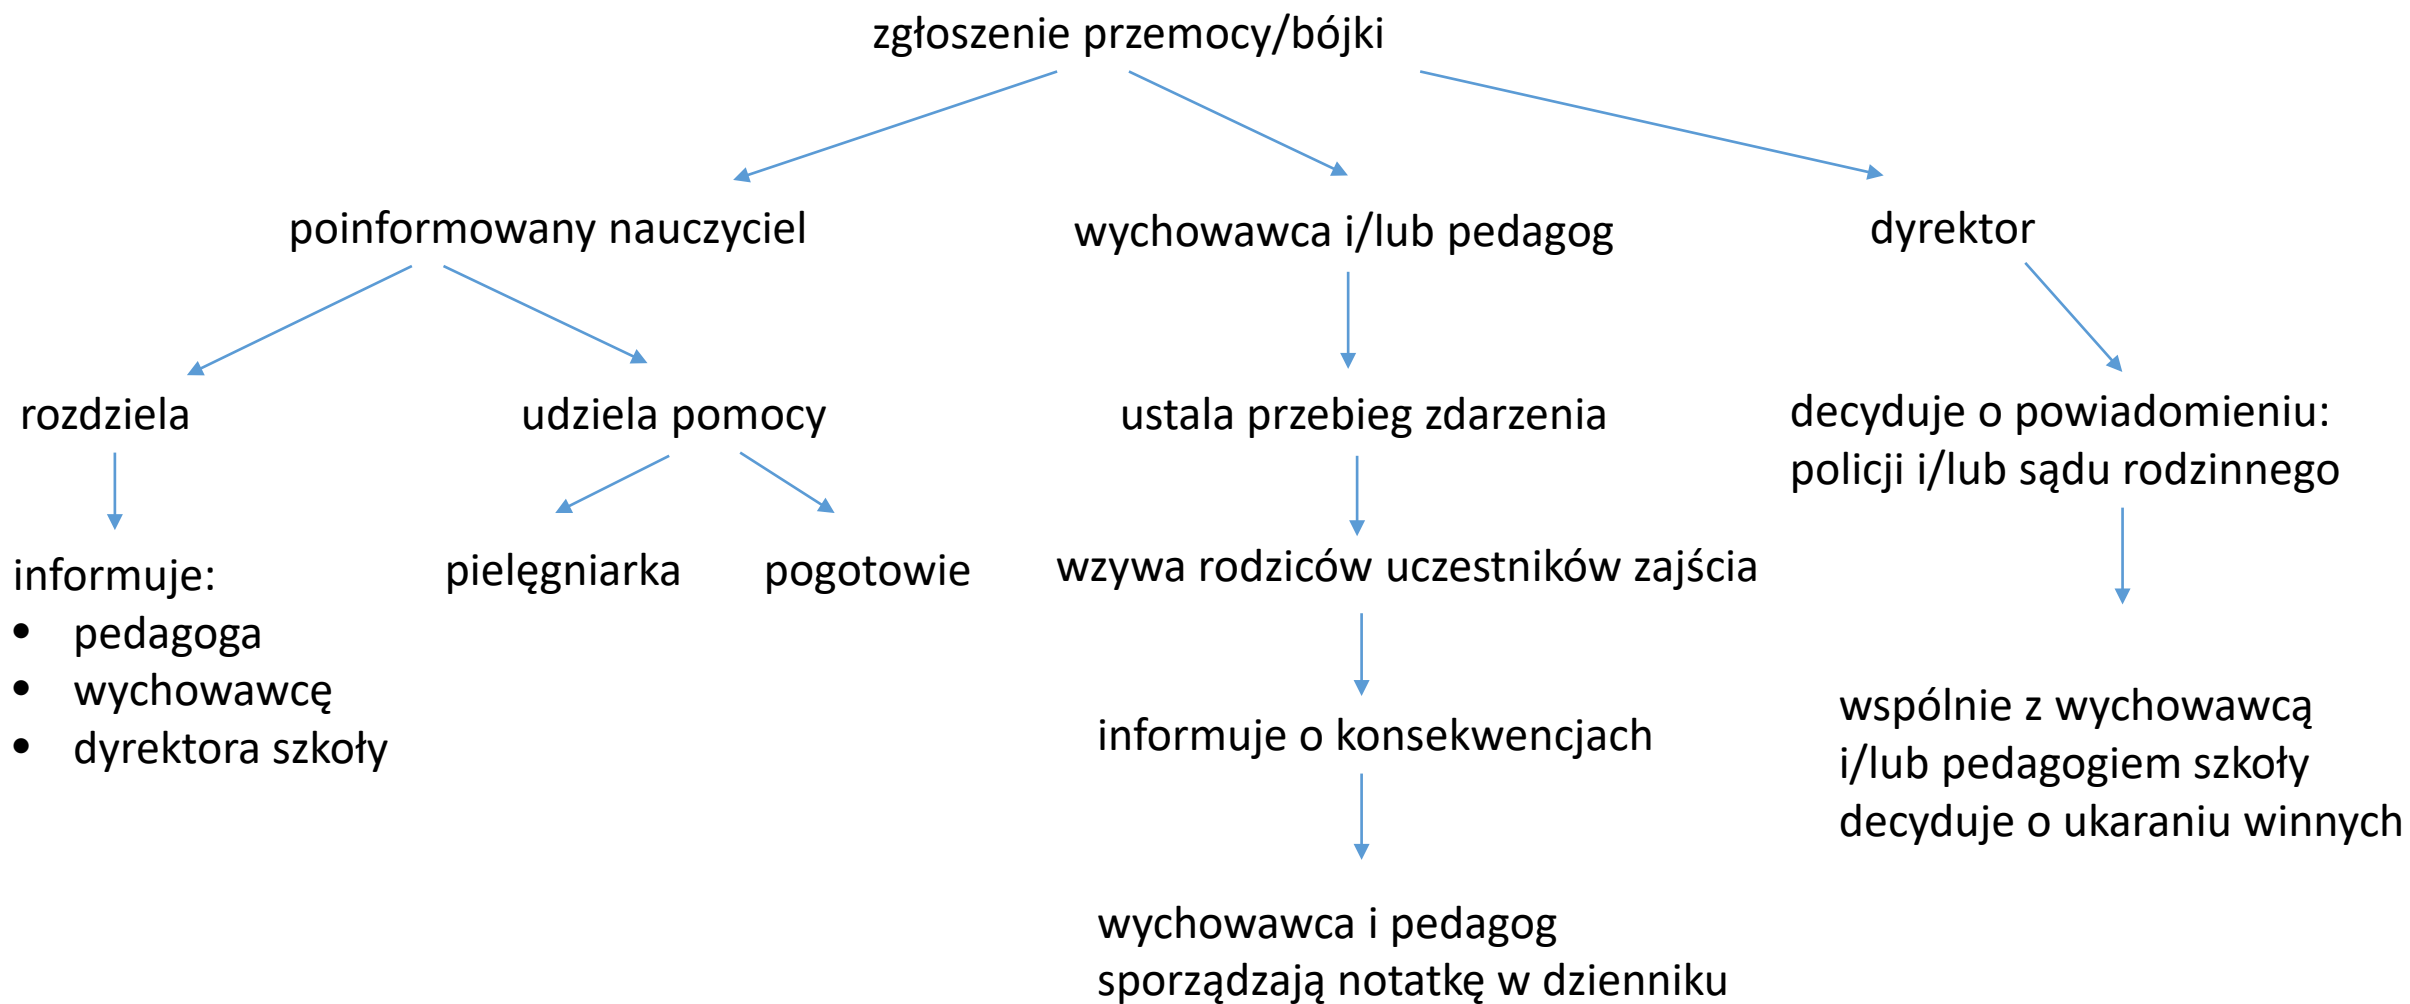 zgłoszenie przemocy/bójki
poinformowany nauczyciel
wychowawca i/lub pedagog
dyrektor
rozdziela
udziela pomocy
ustala przebieg zdarzenia
decyduje o powiadomieniu:
policji i/lub sądu rodzinnego
informuje:
• pedagoga
• wychowawcę
• dyrektora szkoły
pielęgniarka
pogotowie
wzywa rodziców uczestników zajścia
informuje o konsekwencjach
wspólnie z wychowawcą
i/lub pedagogiem szkoły
decyduje o ukaraniu winnych
wychowawca i pedagog
sporządzają notatkę w dzienniku